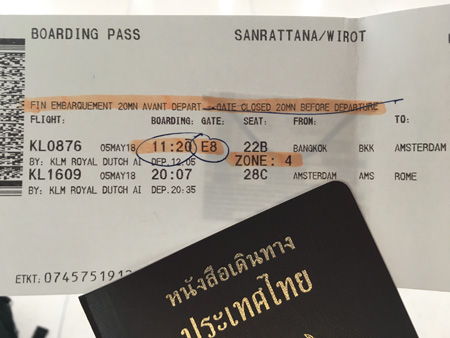 BOARDING PASS SANRATTANA/WIROT
FIN EMBARQUEMENT 20MN AVANT DEPART - GATE CLOSED 20MN BEFORE DEPARTURE
FLIGHT: BOARDING: GATE: SEAT: FROM: TO:
KL0876 05MAY18 11:20 E8 22B BANGKOK BKK AMSTERDAM
BY: KLM ROYAL DUTCH AI DEP.12:05 ZONE: 4
KL1609 05MAY18 20:07 28C AMSTERDAM AMS ROME
BY: KLM ROYAL DUTCH AI DEP.20:35
ETKT: 074575191
หนังสือเดินทาง
ประเทศไทย